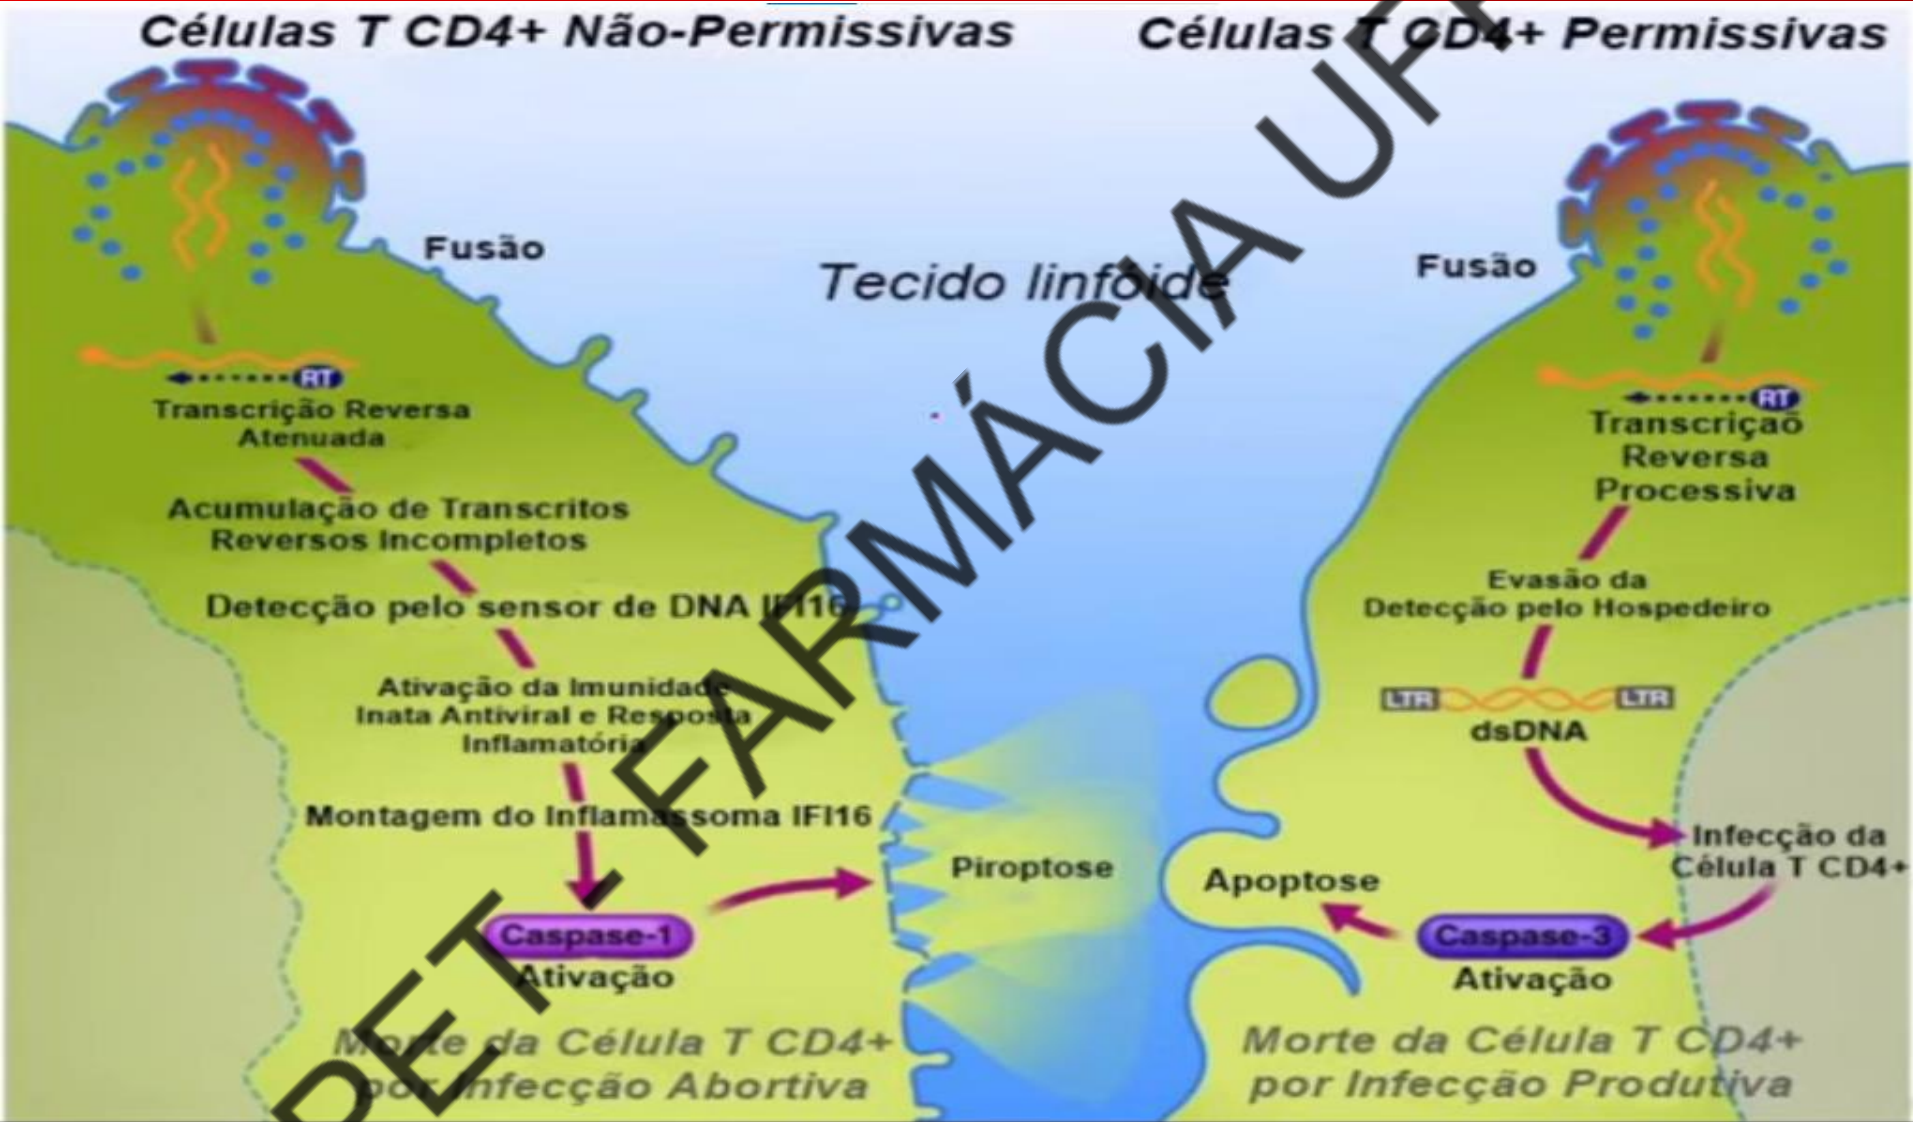 Células T CD4+ Não-Permissivas
Fusão
RT
Transcrição Reversa
Atenuada
Acumulação de Transcritos
Reversos Incompletos
Detecção pelo sensor de DNA IFI16
Ativação da Imunidade
Inata Antiviral e Resposta
Inflamatória
Montagem do Inflamassoma IFI16
Caspase-1
Ativação
Piroptose
Morte da Célula T CD4+
por Infecção Abortiva
Tecido linfóide
Células T CD4+ Permissivas
Fusão
RT
Transcriçaõ
Reversa
Processiva
Evasão da
Detecção pelo Hospedeiro
LTR LTR
dsDNA
Infecção da
Célula T CD4+
Caspase-3
Ativação
Apoptose
Morte da Célula T CD4+
por Infecção Produtiva
PET - FARMÁCIA